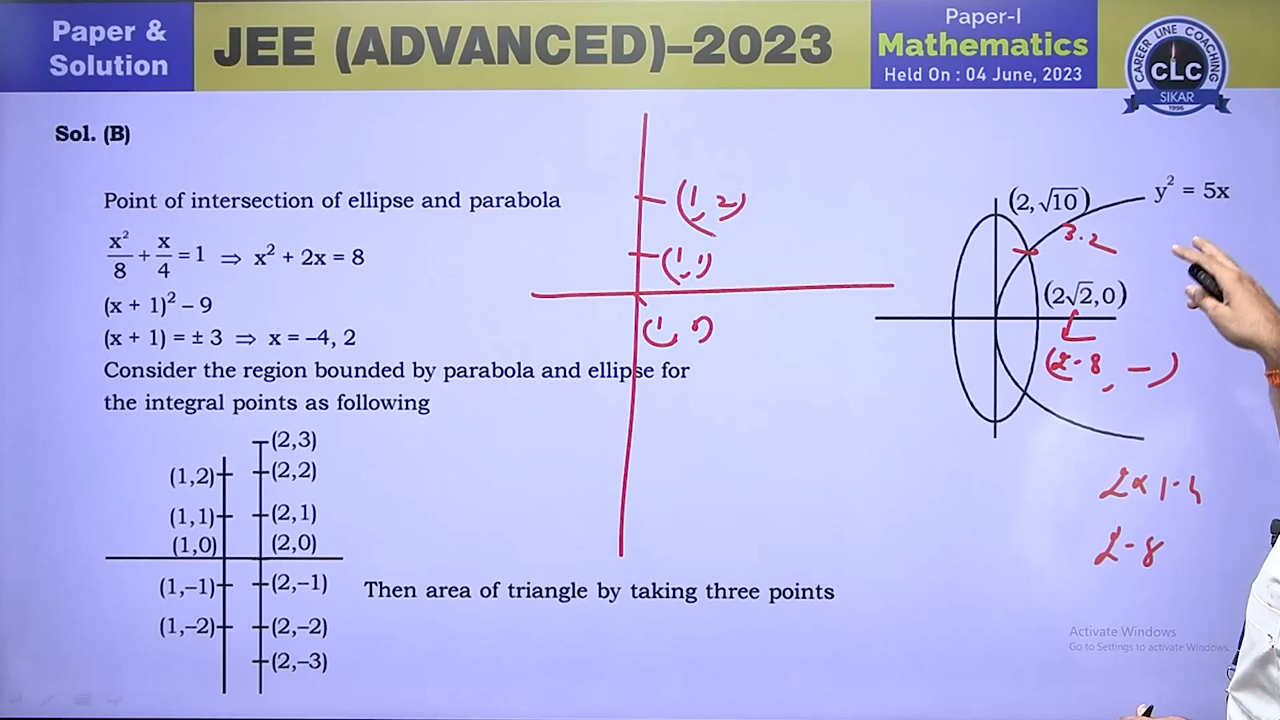 Paper &
Solution
JEE (ADVANCED)–2023
Paper-I
Mathematics
Held On : 04 June, 2023
CAREER LINE COACHING
CLC
SIKAR
1996
Sol. (B)
Point of intersection of ellipse and parabola
x²/8 + x/4 = 1 ⇒ x² + 2x = 8
(x + 1)² – 9
(x + 1) = ± 3 ⇒ x = –4, 2
Consider the region bounded by parabola and ellipse for
the integral points as following
(2,3)
(1,2) (2,2)
(1,1) (2,1)
(1,0) (2,0)
(1,–1) (2,–1)
(1,–2) (2,–2)
(2,–3)
Then area of triangle by taking three points
(1, 2)
(1, 1)
(2,√10)
y² = 5x
3.2
(2√2,0)
(2.8, –)
2.8
Activate Windows
Go to Settings to activate Windows.